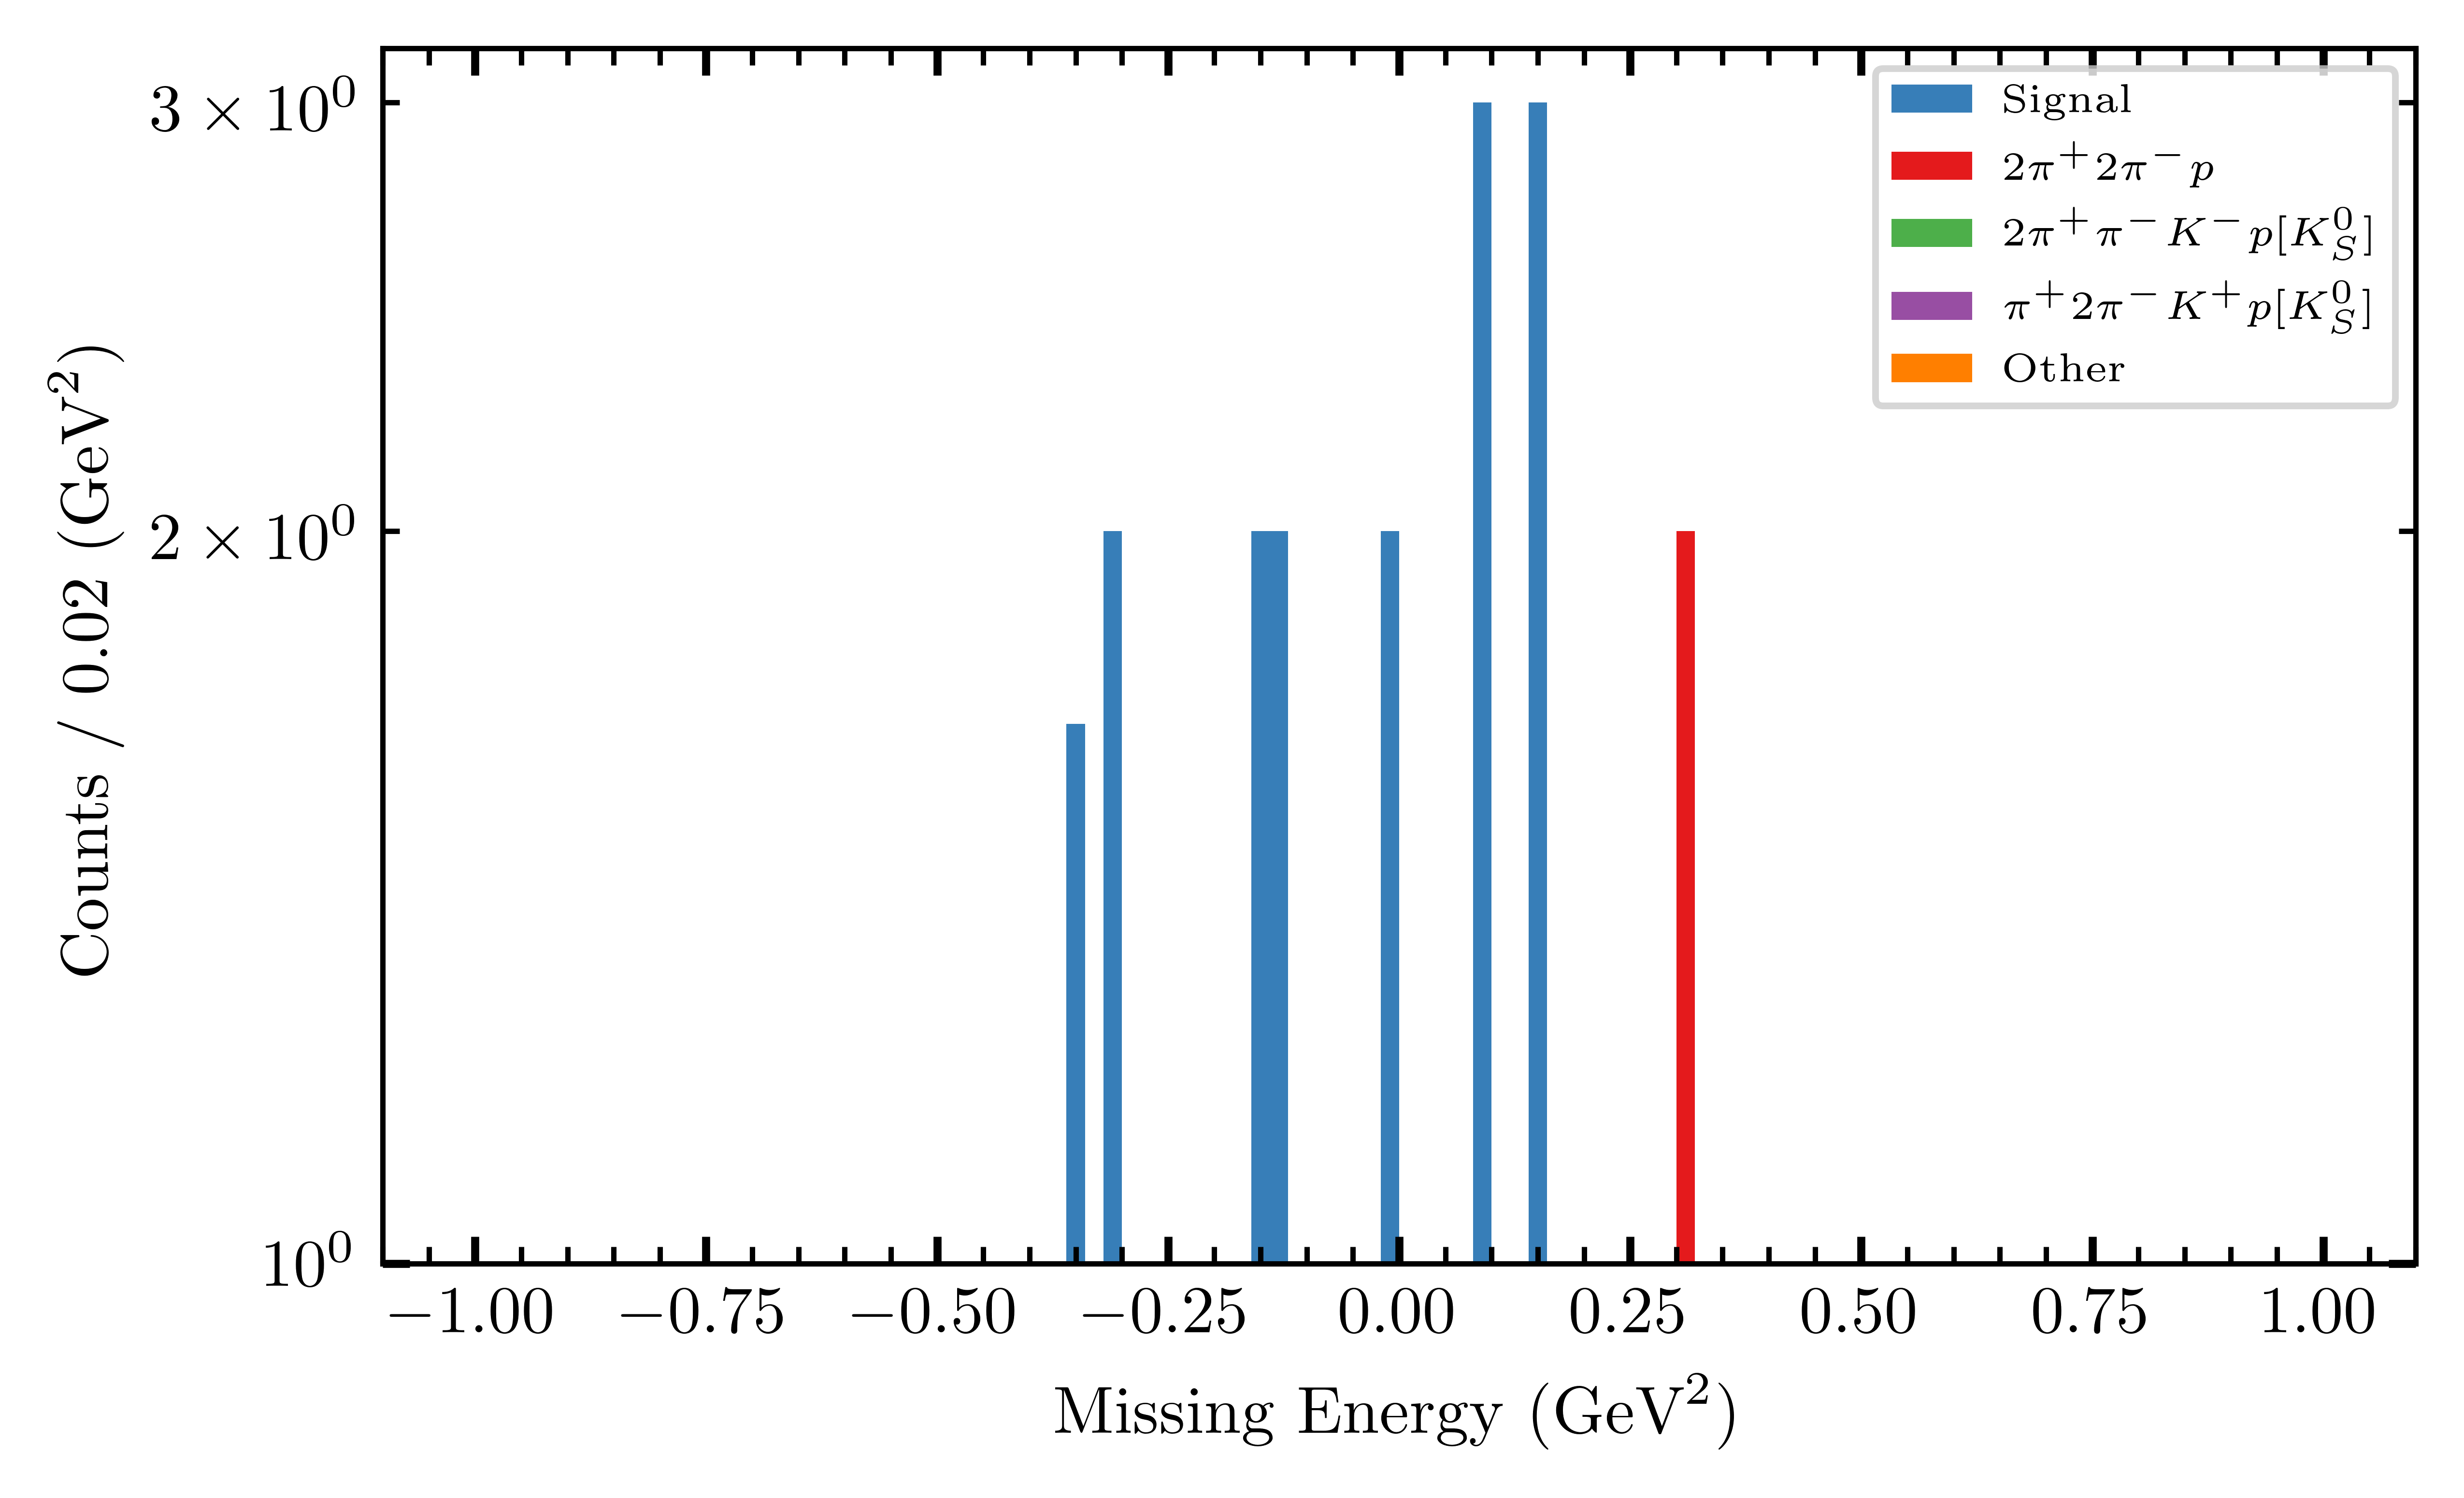 3 × 10⁰
2 × 10⁰
10⁰
Counts / 0.02 (GeV²)
−1.00 −0.75 −0.50 −0.25 0.00 0.25 0.50 0.75 1.00
Missing Energy (GeV²)
Signal
2π⁺2π⁻p
2π⁺π⁻K⁻p[K⁰_S]
π⁺2π⁻K⁺p[K⁰_S]
Other